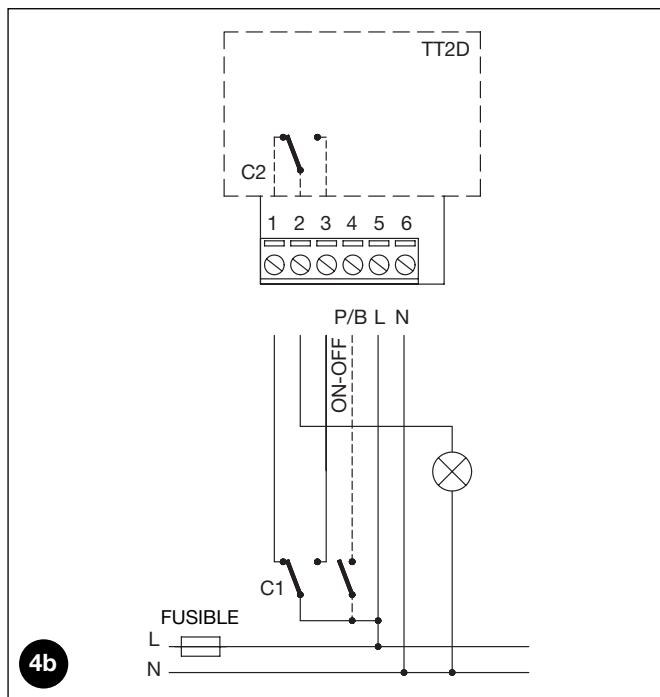 TT2D
C2
1 2 3 4 5 6
P/B L N
ON-OFF
C1
FUSIBLE
L
N
4b